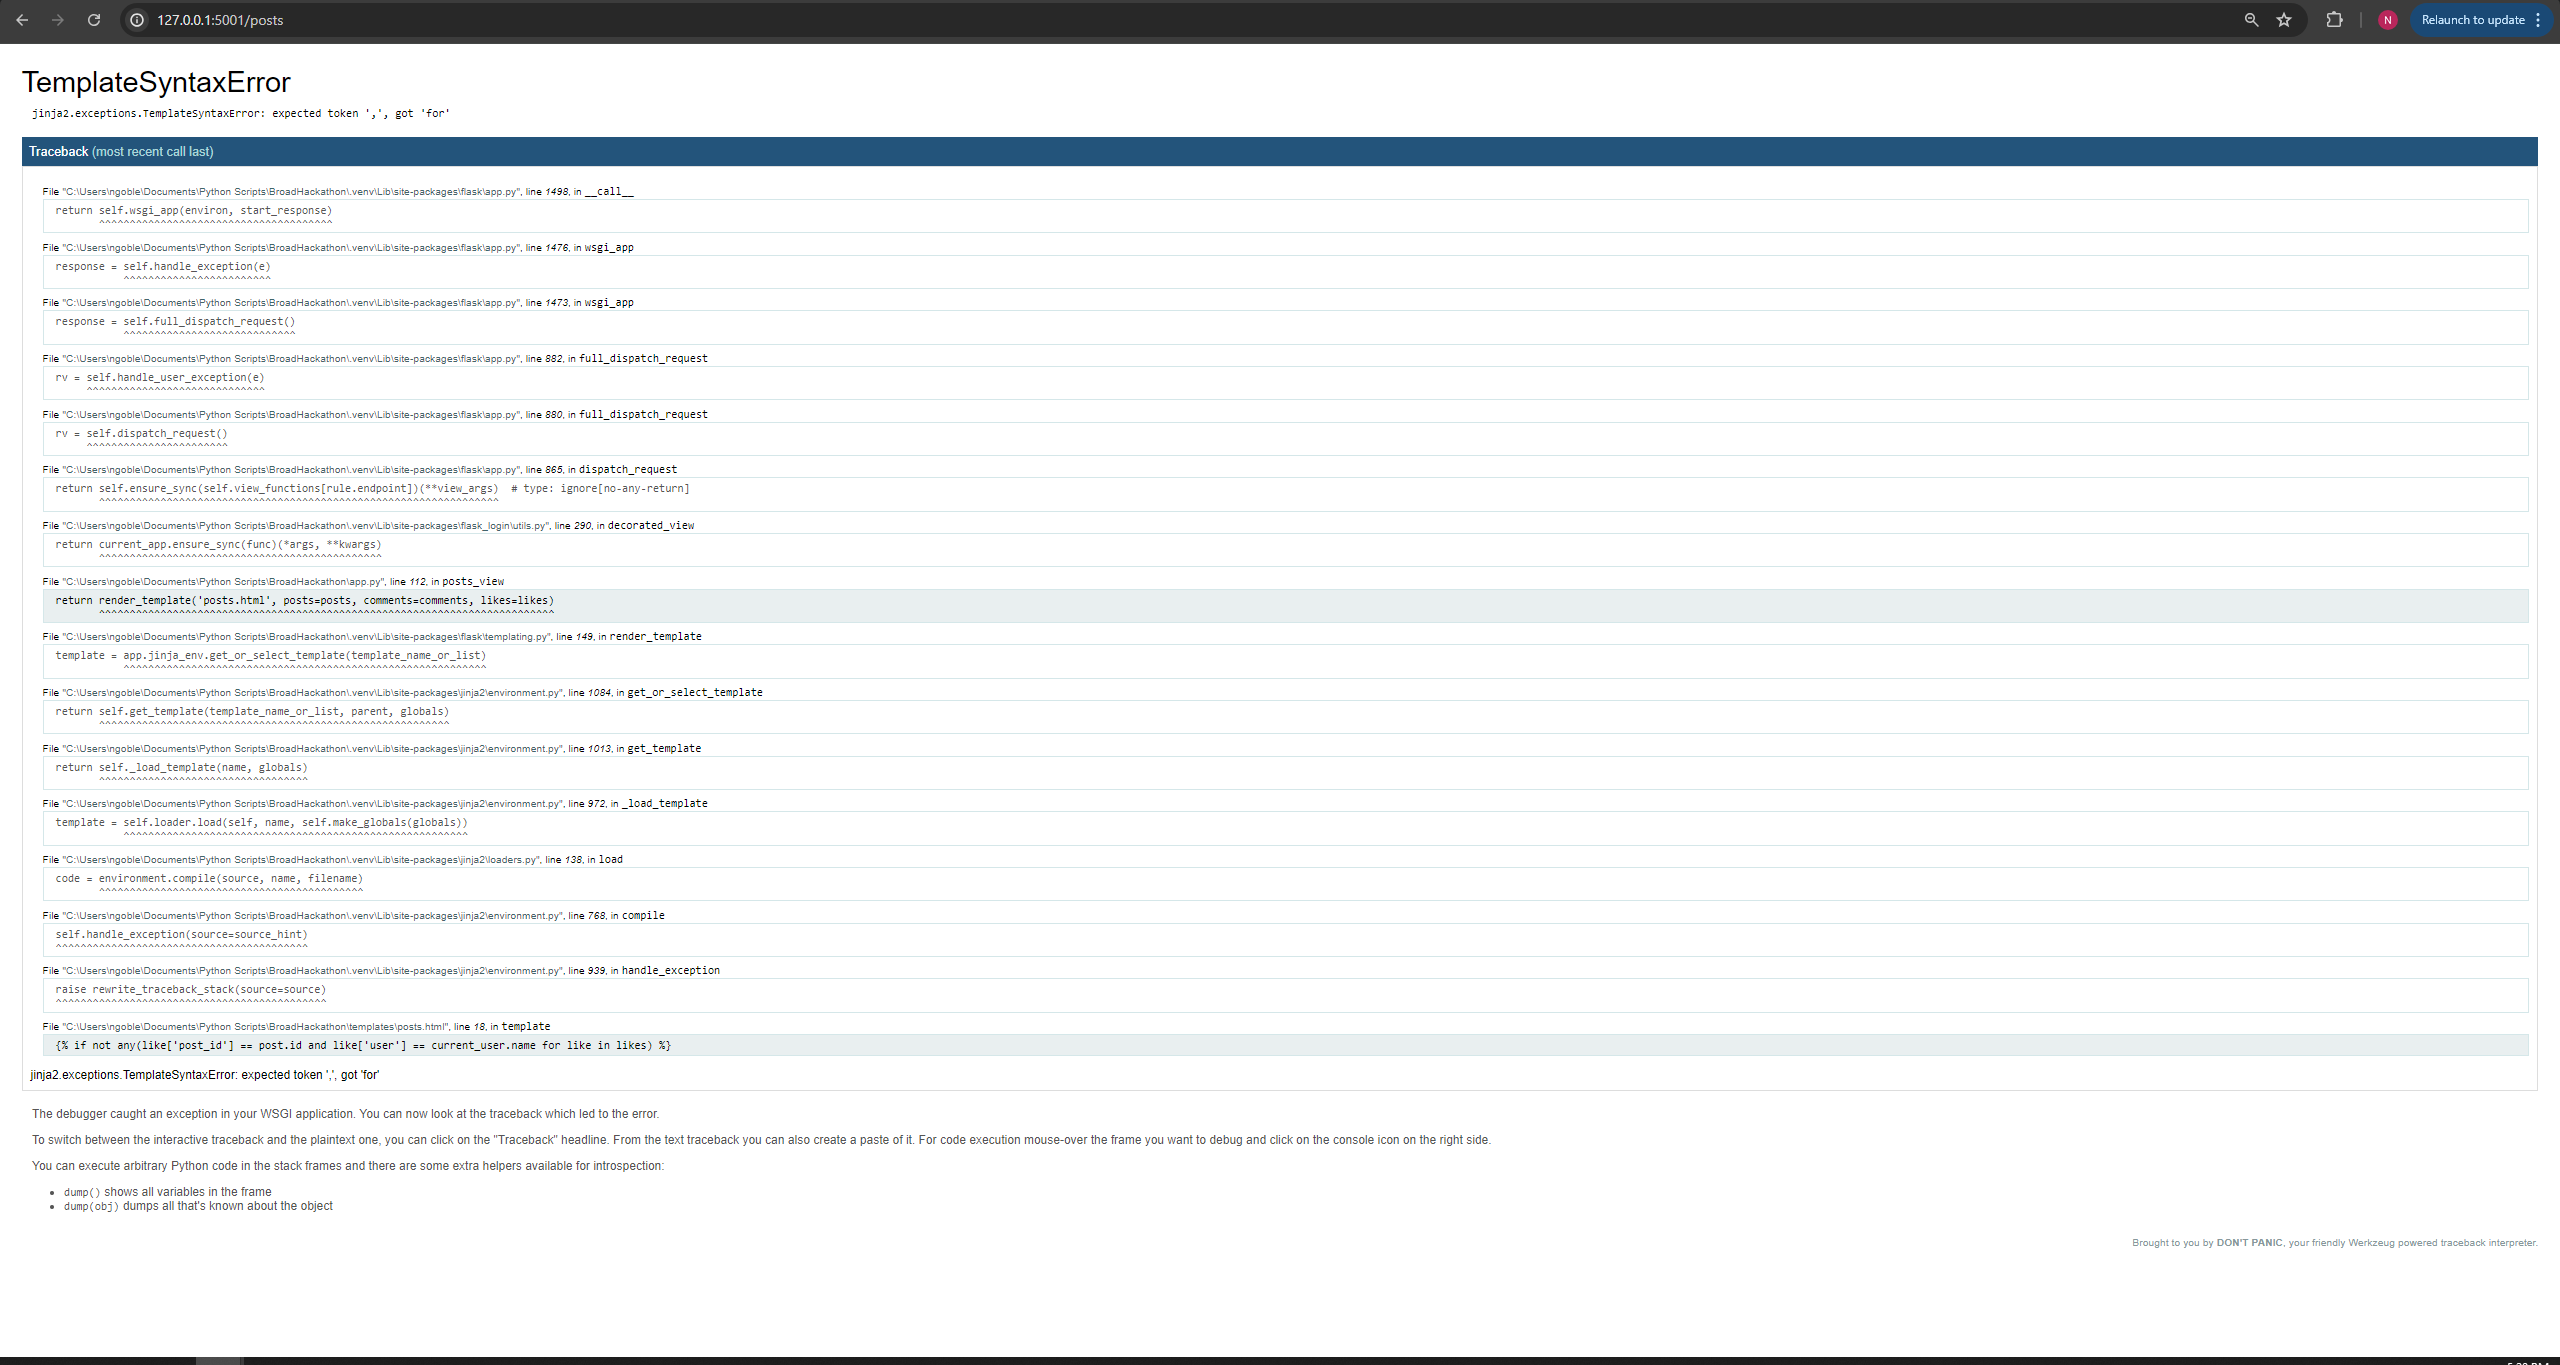 127.0.0.1:5001/posts
N
Relaunch to update
TemplateSyntaxError
jinja2.exceptions.TemplateSyntaxError: expected token ',', got 'for'
Traceback (most recent call last)
File "C:\Users\ngoble\Documents\Python Scripts\BroadHackathon\.venv\Lib\site-packages\flask\app.py", line 1498, in __call__
return self.wsgi_app(environ, start_response)
File "C:\Users\ngoble\Documents\Python Scripts\BroadHackathon\.venv\Lib\site-packages\flask\app.py", line 1476, in wsgi_app
response = self.handle_exception(e)
File "C:\Users\ngoble\Documents\Python Scripts\BroadHackathon\.venv\Lib\site-packages\flask\app.py", line 1473, in wsgi_app
response = self.full_dispatch_request()
File "C:\Users\ngoble\Documents\Python Scripts\BroadHackathon\.venv\Lib\site-packages\flask\app.py", line 882, in full_dispatch_request
rv = self.handle_user_exception(e)
File "C:\Users\ngoble\Documents\Python Scripts\BroadHackathon\.venv\Lib\site-packages\flask\app.py", line 880, in full_dispatch_request
rv = self.dispatch_request()
File "C:\Users\ngoble\Documents\Python Scripts\BroadHackathon\.venv\Lib\site-packages\flask\app.py", line 865, in dispatch_request
return self.ensure_sync(self.view_functions[rule.endpoint])(**view_args)  # type: ignore[no-any-return]
File "C:\Users\ngoble\Documents\Python Scripts\BroadHackathon\.venv\Lib\site-packages\flask_login\utils.py", line 290, in decorated_view
return current_app.ensure_sync(func)(*args, **kwargs)
File "C:\Users\ngoble\Documents\Python Scripts\BroadHackathon\app.py", line 112, in posts_view
return render_template('posts.html', posts=posts, comments=comments, likes=likes)
File "C:\Users\ngoble\Documents\Python Scripts\BroadHackathon\.venv\Lib\site-packages\flask\templating.py", line 149, in render_template
template = app.jinja_env.get_or_select_template(template_name_or_list)
File "C:\Users\ngoble\Documents\Python Scripts\BroadHackathon\.venv\Lib\site-packages\jinja2\environment.py", line 1084, in get_or_select_template
return self.get_template(template_name_or_list, parent, globals)
File "C:\Users\ngoble\Documents\Python Scripts\BroadHackathon\.venv\Lib\site-packages\jinja2\environment.py", line 1013, in get_template
return self._load_template(name, globals)
File "C:\Users\ngoble\Documents\Python Scripts\BroadHackathon\.venv\Lib\site-packages\jinja2\environment.py", line 972, in _load_template
template = self.loader.load(self, name, self.make_globals(globals))
File "C:\Users\ngoble\Documents\Python Scripts\BroadHackathon\.venv\Lib\site-packages\jinja2\loaders.py", line 138, in load
code = environment.compile(source, name, filename)
File "C:\Users\ngoble\Documents\Python Scripts\BroadHackathon\.venv\Lib\site-packages\jinja2\environment.py", line 768, in compile
self.handle_exception(source=source_hint)
File "C:\Users\ngoble\Documents\Python Scripts\BroadHackathon\.venv\Lib\site-packages\jinja2\environment.py", line 939, in handle_exception
raise rewrite_traceback_stack(source=source)
File "C:\Users\ngoble\Documents\Python Scripts\BroadHackathon\templates\posts.html", line 18, in template
{% if not any(like['post_id'] == post.id and like['user'] == current_user.name for like in likes) %}
jinja2.exceptions.TemplateSyntaxError: expected token ',', got 'for'
The debugger caught an exception in your WSGI application. You can now look at the traceback which led to the error.
To switch between the interactive traceback and the plaintext one, you can click on the "Traceback" headline. From the text traceback you can also create a paste of it. For code execution mouse-over the frame you want to debug and click on the console icon on the right side.
You can execute arbitrary Python code in the stack frames and there are some extra helpers available for introspection:
• dump() shows all variables in the frame
• dump(obj) dumps all that's known about the object
Brought to you by DON'T PANIC, your friendly Werkzeug powered traceback interpreter.